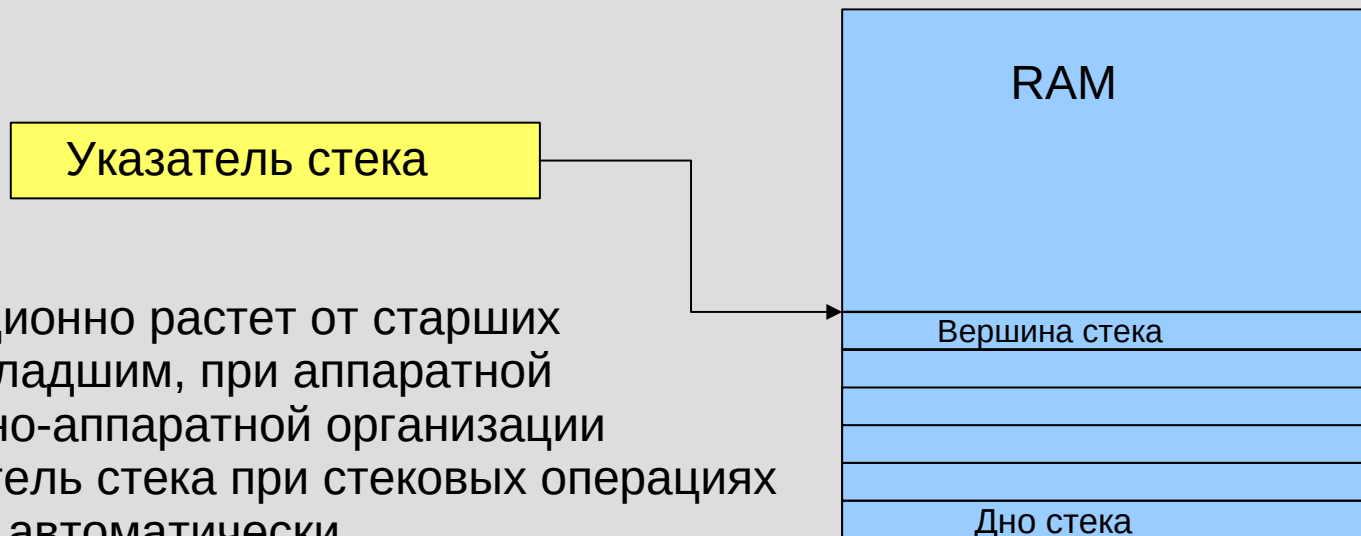 RAM
Указатель стека
ционно растет от старших
ладшим, при аппаратной
но-аппаратной организации
тель стека при стековых операциях
автоматически
Вершина стека
Дно стека